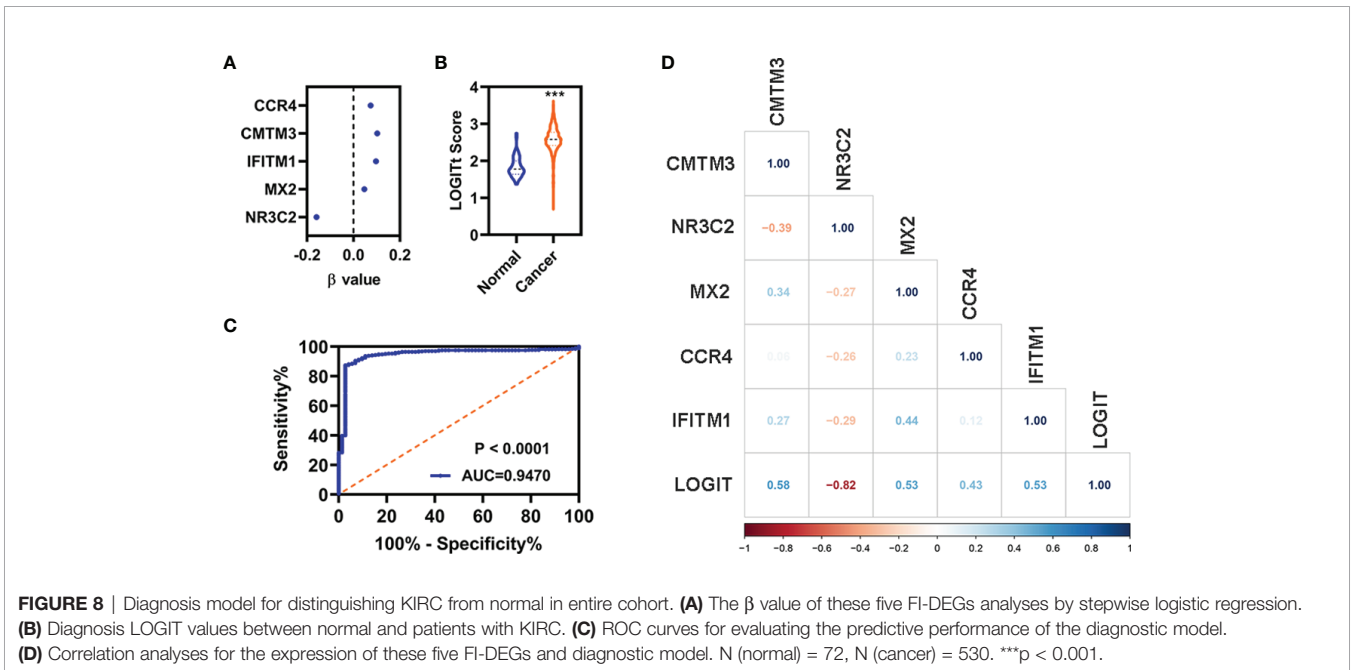 A
CCR4
CMTM3
IFITM1
MX2
NR3C2
-0.2 0.0 0.2
β value
B
LOGITt Score
4
3
2
1
0
***
Normal Cancer
C
Sensitivity%
100
80
60
40
20
0
P < 0.0001
AUC=0.9470
0 20 40 60 80 100
100% - Specificity%
D
CMTM3
NR3C2
MX2
CCR4
IFITM1
LOGIT
CMTM3 1.00
NR3C2 −0.39 1.00
MX2 0.34 −0.27 1.00
CCR4 0.06 −0.26 0.23 1.00
IFITM1 0.27 −0.29 0.44 0.12 1.00
LOGIT 0.58 −0.82 0.53 0.43 0.53 1.00
−1 −0.8 −0.6 −0.4 −0.2 0 0.2 0.4 0.6 0.8 1
FIGURE 8 | Diagnosis model for distinguishing KIRC from normal in entire cohort. (A) The β value of these five FI-DEGs analyses by stepwise logistic regression.
(B) Diagnosis LOGIT values between normal and patients with KIRC. (C) ROC curves for evaluating the predictive performance of the diagnostic model.
(D) Correlation analyses for the expression of these five FI-DEGs and diagnostic model. N (normal) = 72, N (cancer) = 530. ***p < 0.001.